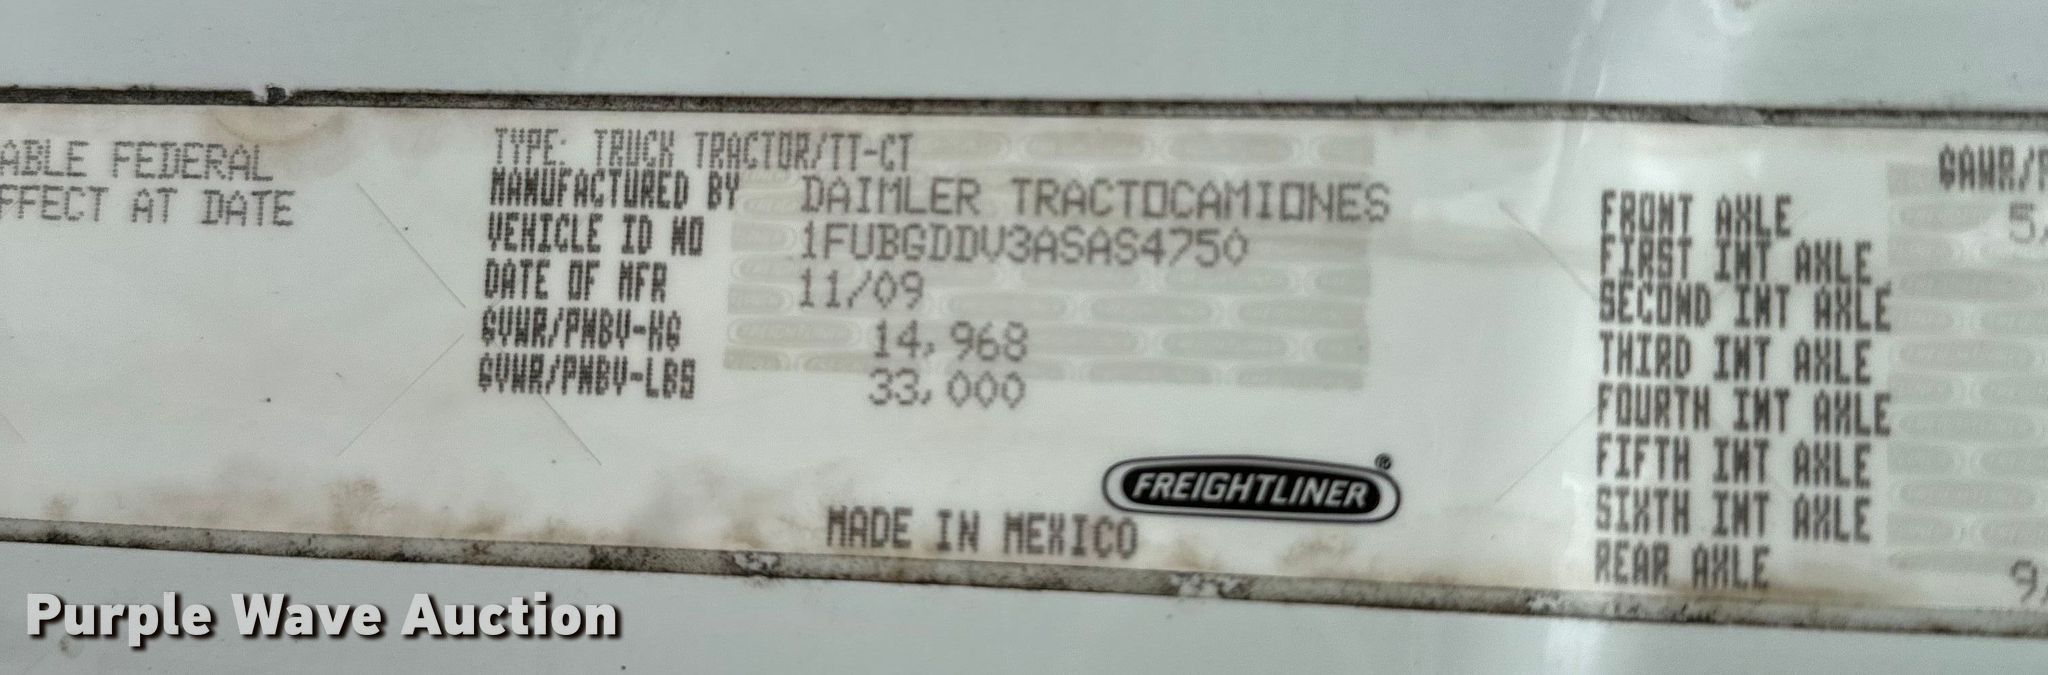 ABLE FEDERAL
FFECT AT DATE
TYPE: TRUCK TRACTOR/TT-CT
MANUFACTURED BY DAIMLER TRACTOCAMIONES
VEHICLE ID NO 1FUBGDDV3ASAS4750
DATE OF MFR 11/09
GVWR/PNBV-KG 14,968
GVWR/PNBV-LBS 33,000
FREIGHTLINER®
MADE IN MEXICO
GAWR/P
FRONT AXLE 5,
FIRST INT AXLE
SECOND INT AXLE
THIRD INT AXLE
FOURTH INT AXLE
FIFTH INT AXLE
SIXTH INT AXLE
REAR AXLE 9,
Purple Wave Auction